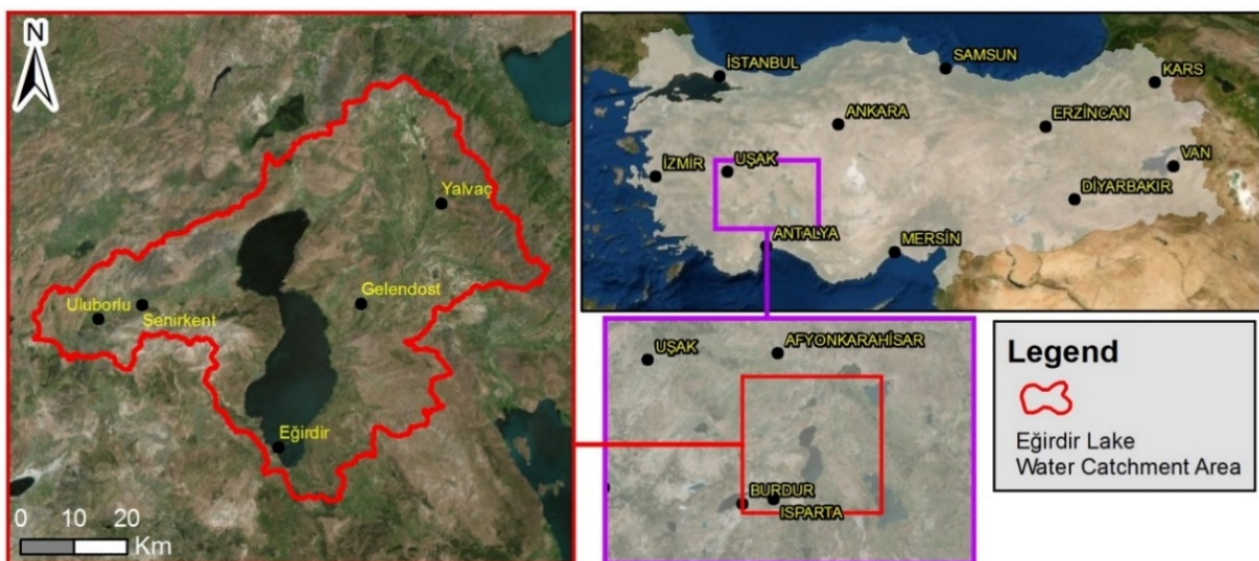 N
Yalvaç
Gelendost
Uluborlu
Senirkent
Eğirdir
0 10 20
Km
İSTANBUL
SAMSUN
KARS
ANKARA
ERZİNCAN
İZMİR
UŞAK
VAN
DİYARBAKIR
ANTALYA
MERSİN
UŞAK
AFYONKARAHİSAR
BURDUR
ISPARTA
Legend
Eğirdir Lake
Water Catchment Area